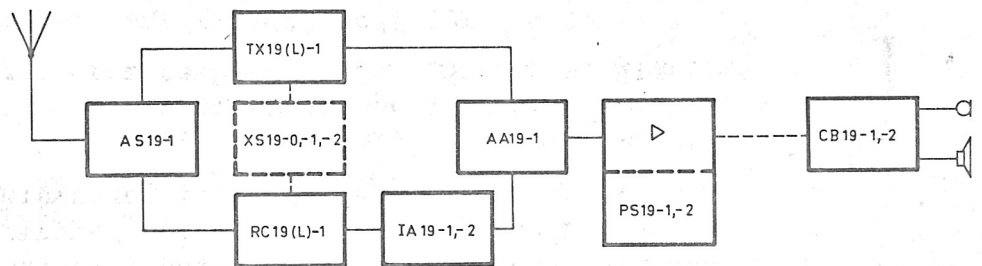 TX19(L)-1
AS19-1
XS19-0,-1,-2
AA19-1
CB19-1,-2
RC19(L)-1
IA19-1,-2
PS19-1,-2